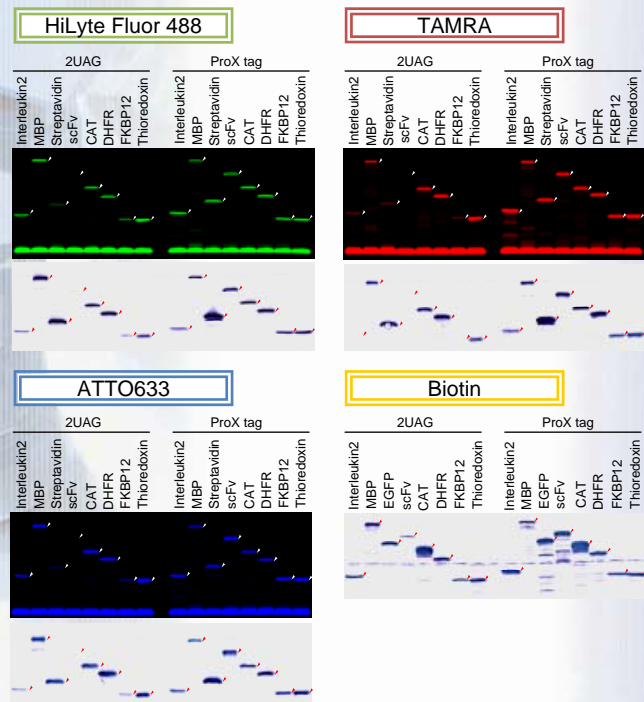 HiLyte Fluor 488
2UAG ProX tag
Interleukin2 MBP Streptavidin scFv CAT DHFR FKBP12 Thioredoxin Interleukin2 MBP Streptavidin scFv CAT DHFR FKBP12 Thioredoxin
TAMRA
2UAG ProX tag
Interleukin2 MBP Streptavidin scFv CAT DHFR FKBP12 Thioredoxin Interleukin2 MBP Streptavidin scFv CAT DHFR FKBP12 Thioredoxin
ATTO633
2UAG ProX tag
Interleukin2 MBP Streptavidin scFv CAT DHFR FKBP12 Thioredoxin Interleukin2 MBP Streptavidin scFv CAT DHFR FKBP12 Thioredoxin
Biotin
2UAG ProX tag
Interleukin2 MBP EGFP scFv CAT DHFR FKBP12 Thioredoxin Interleukin2 MBP EGFP scFv CAT DHFR FKBP12 Thioredoxin